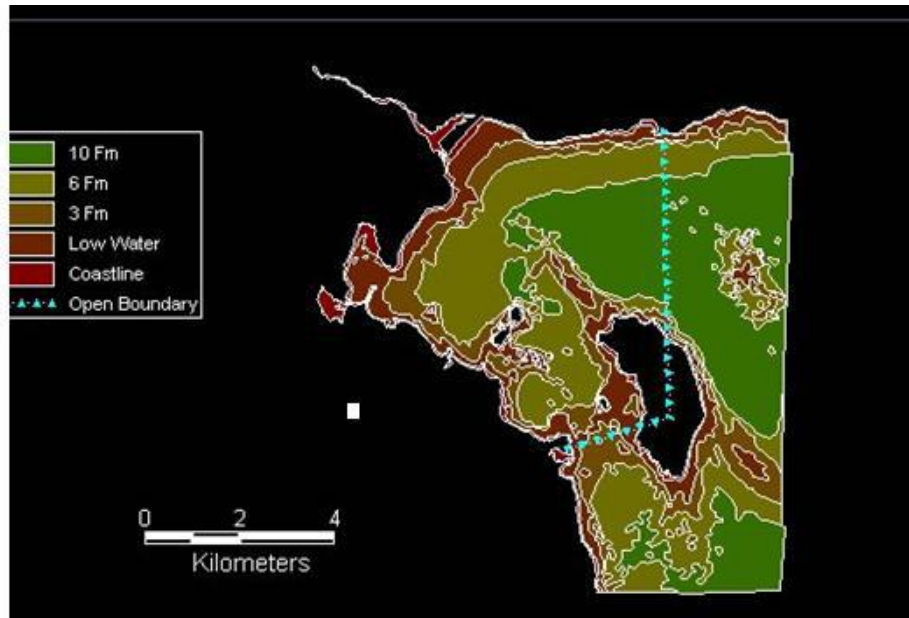 10 Fm
6 Fm
3 Fm
Low Water
Coastline
Open Boundary
0 2 4
Kilometers